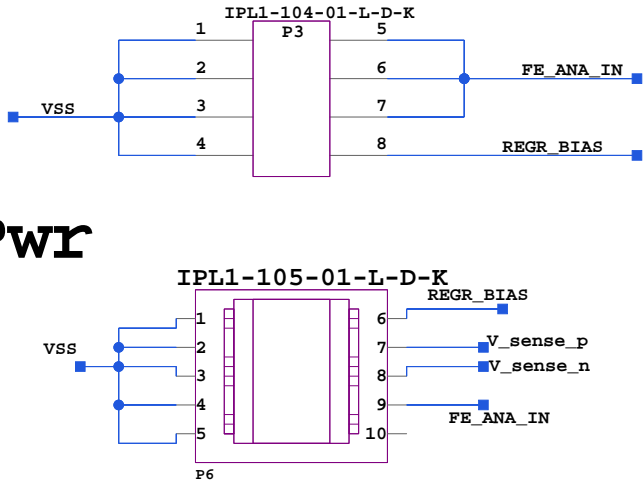 IPL1-104-01-L-D-K
P3
1 5
2 6
FE_ANA_IN
VSS
3 7
4 8
REGR_BIAS
Pwr
IPL1-105-01-L-D-K
REGR_BIAS
1 6
VSS
2 7 V_sense_p
3 8 V_sense_n
4 9
FE_ANA_IN
5 10
P6